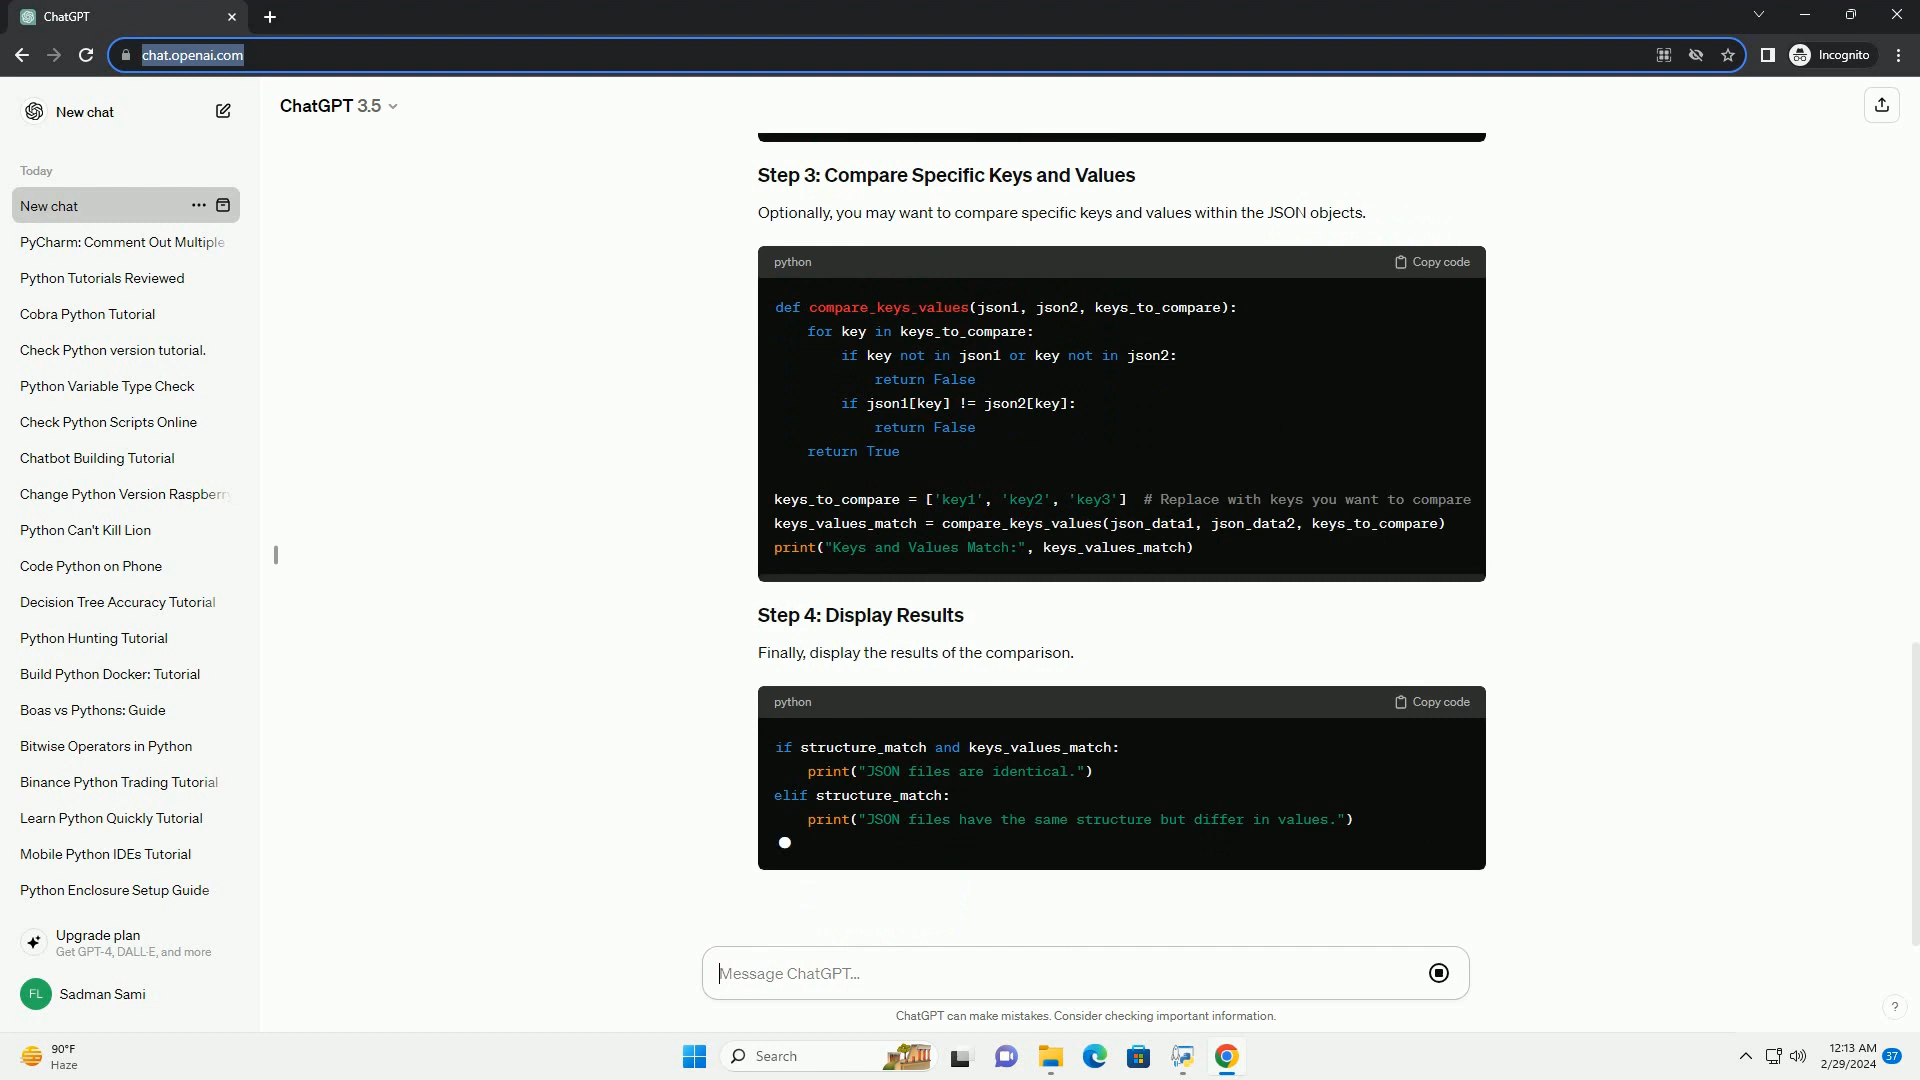 ChatGPT
chat.openai.com
Incognito
New chat
ChatGPT 3.5
Today
New chat
PyCharm: Comment Out Multiple
Python Tutorials Reviewed
Cobra Python Tutorial
Check Python version tutorial.
Python Variable Type Check
Check Python Scripts Online
Chatbot Building Tutorial
Change Python Version Raspberr
Python Can't Kill Lion
Code Python on Phone
Decision Tree Accuracy Tutorial
Python Hunting Tutorial
Build Python Docker: Tutorial
Boas vs Pythons: Guide
Bitwise Operators in Python
Binance Python Trading Tutorial
Learn Python Quickly Tutorial
Mobile Python IDEs Tutorial
Python Enclosure Setup Guide
Upgrade plan
Get GPT-4, DALL·E, and more
FL Sadman Sami
Step 3: Compare Specific Keys and Values
Optionally, you may want to compare specific keys and values within the JSON objects.
python Copy code
def compare_keys_values(json1, json2, keys_to_compare):
for key in keys_to_compare:
if key not in json1 or key not in json2:
return False
if json1[key] != json2[key]:
return False
return True
keys_to_compare = ['key1', 'key2', 'key3'] # Replace with keys you want to compare
keys_values_match = compare_keys_values(json_data1, json_data2, keys_to_compare)
print("Keys and Values Match:", keys_values_match)
Step 4: Display Results
Finally, display the results of the comparison.
python Copy code
if structure_match and keys_values_match:
print("JSON files are identical.")
elif structure_match:
print("JSON files have the same structure but differ in values.")
Message ChatGPT...
ChatGPT can make mistakes. Consider checking important information.
?
90°F
Haze
Search
12:13 AM
2/29/2024
37